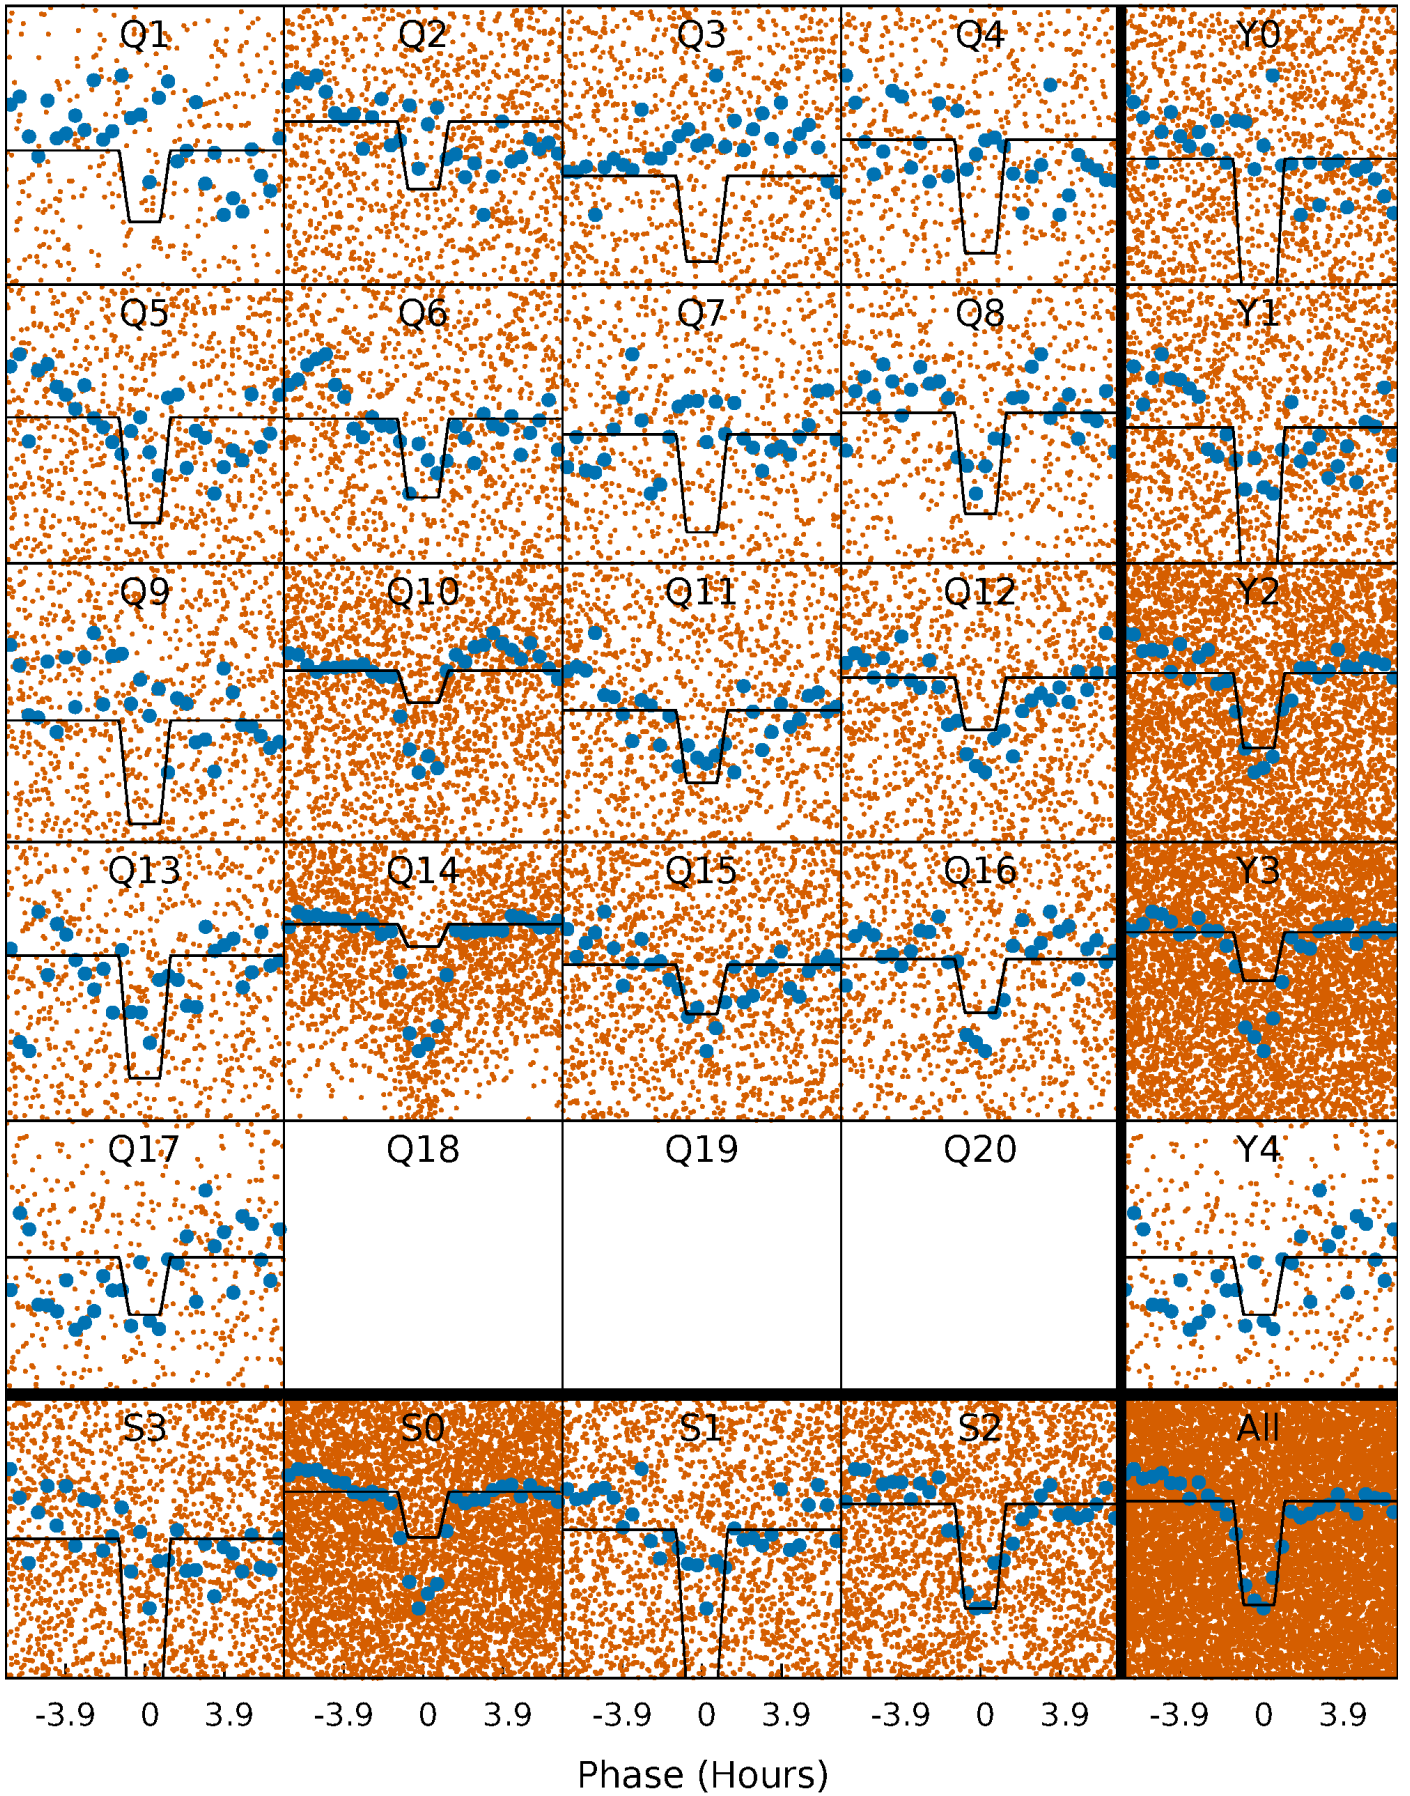 Q1 Q2 Q3 Q4 Y0
Q5 Q6 Q7 Q8 Y1
Q9 Q10 Q11 Q12 Y2
Q13 Q14 Q15 Q16 Y3
Q17 Q18 Q19 Q20 Y4
S3 S0 S1 S2 All
-3.9 0 3.9 -3.9 0 3.9 -3.9 0 3.9 -3.9 0 3.9 -3.9 0 3.9
Phase (Hours)